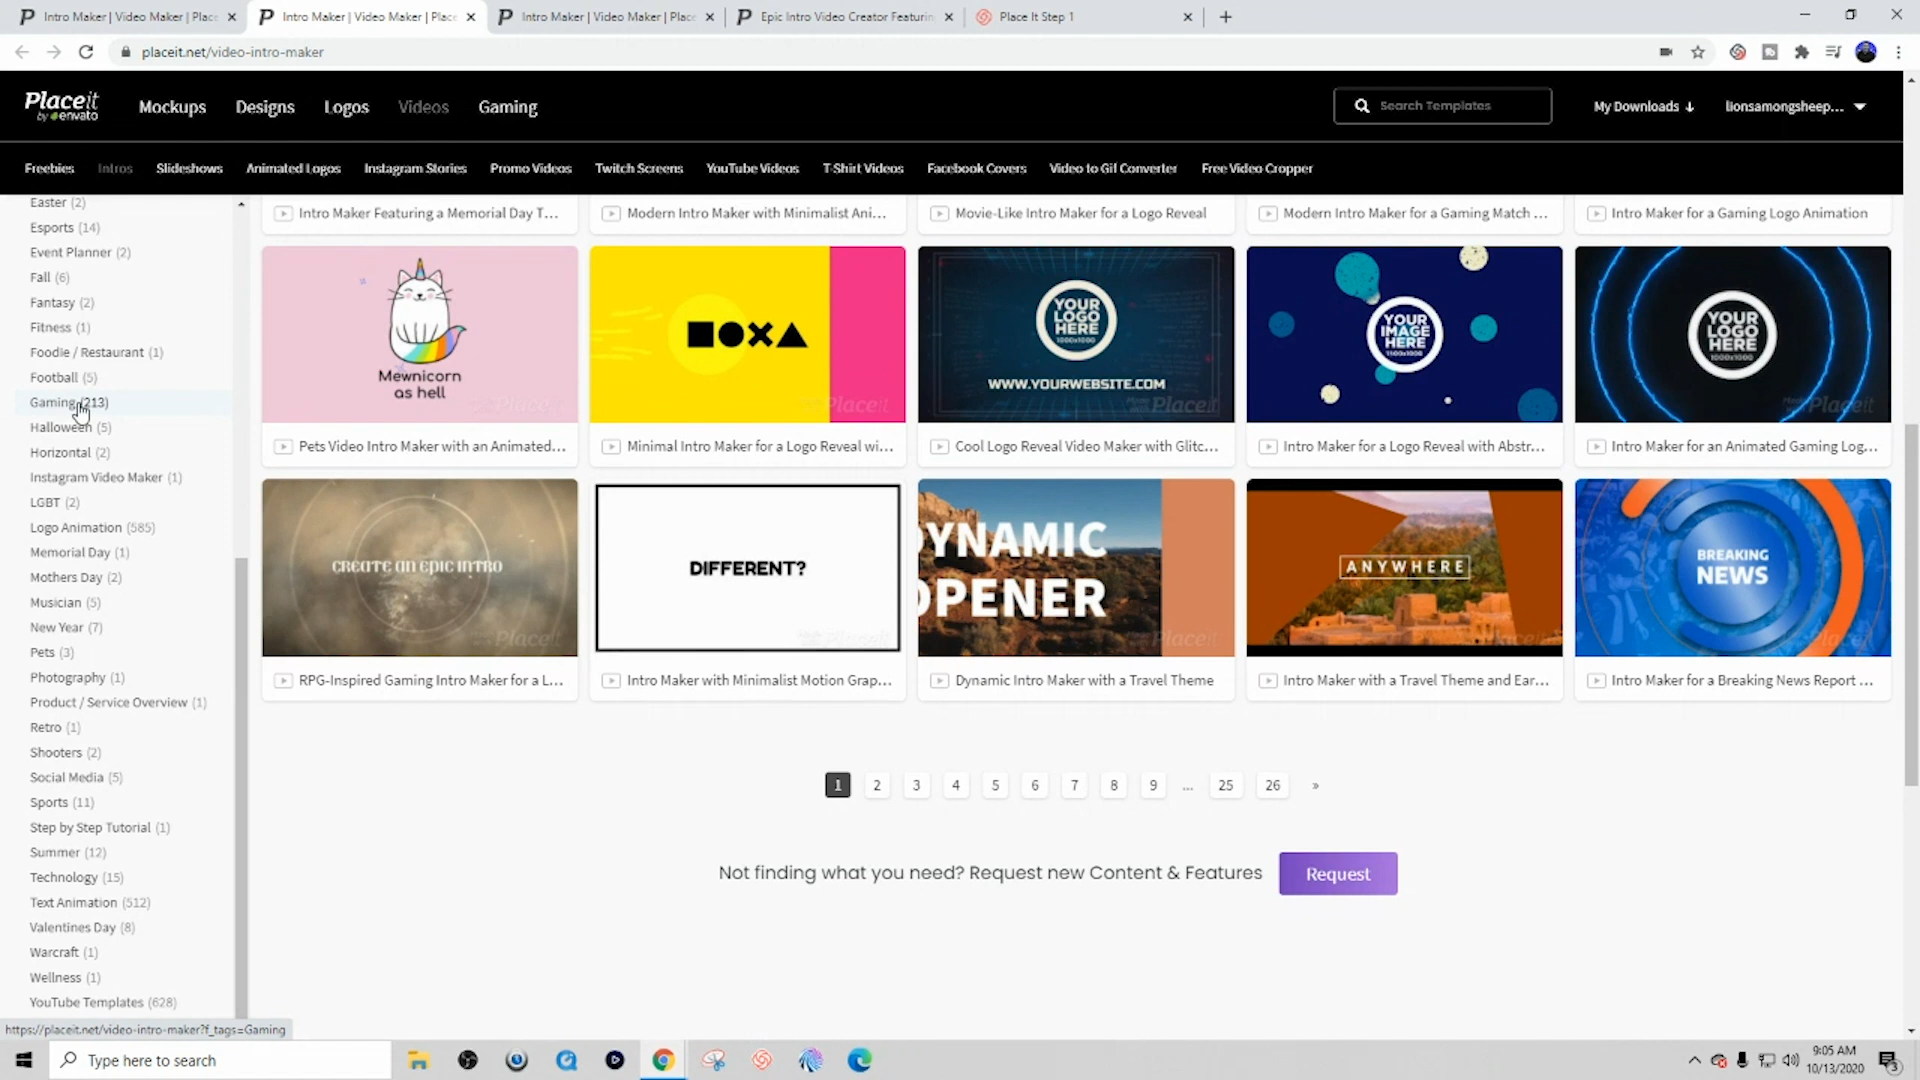 Intro Maker | Video Maker | Place
Intro Maker | Video Maker | Place
Intro Maker | Video Maker | Place
Epic Intro Video Creator Featurin
Place It Step 1
placeit.net/video-intro-maker
Placeit
by envato
Mockups
Designs
Logos
Videos
Gaming
Search Templates
My Downloads
lionsamongsheep...
Freebies
Intros
Slideshows
Animated Logos
Instagram Stories
Promo Videos
Twitch Screens
YouTube Videos
T-Shirt Videos
Facebook Covers
Video to Gif Converter
Free Video Cropper
Easter (2)
Esports (14)
Event Planner (2)
Fall (6)
Fantasy (2)
Fitness (1)
Foodie / Restaurant (1)
Football (5)
Gaming (213)
Halloween (5)
Horizontal (2)
Instagram Video Maker (1)
LGBT (2)
Logo Animation (585)
Memorial Day (1)
Mothers Day (2)
Musician (5)
New Year (7)
Pets (3)
Photography (1)
Product / Service Overview (1)
Retro (1)
Shooters (2)
Social Media (5)
Sports (11)
Step by Step Tutorial (1)
Summer (12)
Technology (15)
Text Animation (512)
Valentines Day (8)
Warcraft (1)
Wellness (1)
YouTube Templates (628)
Intro Maker Featuring a Memorial Day T...
Modern Intro Maker with Minimalist Ani...
Movie-Like Intro Maker for a Logo Reveal
Modern Intro Maker for a Gaming Match ...
Intro Maker for a Gaming Logo Animation
Mewnicorn
as hell
Placeit
Placeit
YOUR
LOGO
HERE
1000x1000
WWW.YOURWEBSITE.COM
Placeit
YOUR
IMAGE
HERE
Placeit
YOUR
LOGO
HERE
1000x1000
Placeit
Pets Video Intro Maker with an Animated...
Minimal Intro Maker for a Logo Reveal wi...
Cool Logo Reveal Video Maker with Glitc...
Intro Maker for a Logo Reveal with Abstr...
Intro Maker for an Animated Gaming Log...
CREATE AN EPIC INTRO
Placeit
DIFFERENT?
Placeit
DYNAMIC
OPENER
Placeit
ANYWHERE
Placeit
BREAKING
NEWS
Placeit
RPG-Inspired Gaming Intro Maker for a L...
Intro Maker with Minimalist Motion Grap...
Dynamic Intro Maker with a Travel Theme
Intro Maker with a Travel Theme and Ear...
Intro Maker for a Breaking News Report ...
1 2 3 4 5 6 7 8 9 ... 25 26 »
Not finding what you need? Request new Content & Features
Request
https://placeit.net/video-intro-maker?f_tags=Gaming
Type here to search
9:05 AM
10/13/2020
3